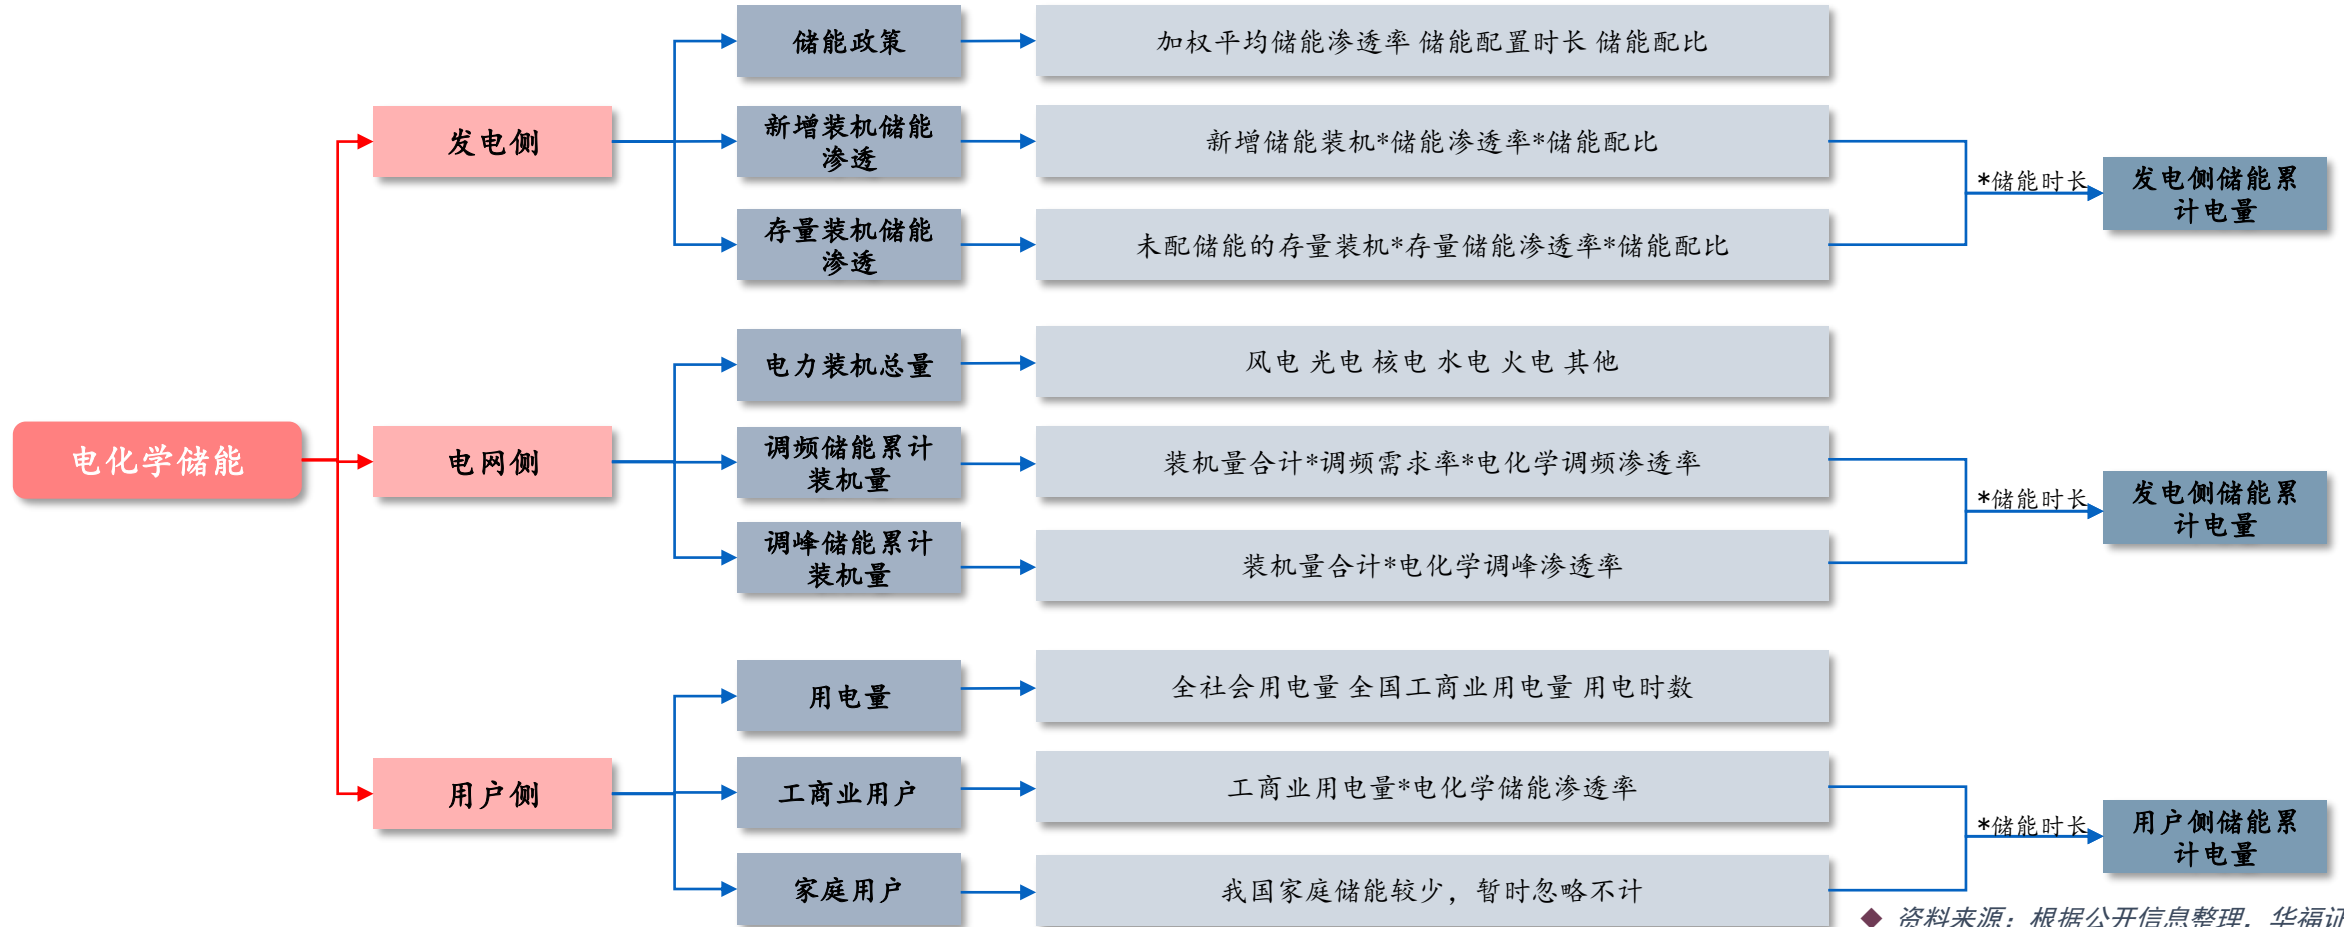 储能政策
加权平均储能渗透率 储能配置时长 储能配比
发电侧
新增装机储能
渗透
新增储能装机*储能渗透率*储能配比
存量装机储能
渗透
未配储能的存量装机*存量储能渗透率*储能配比
*储能时长
发电侧储能累
计电量
电化学储能
电网侧
电力装机总量
风电 光电 核电 水电 火电 其他
调频储能累计
装机量
装机量合计*调频需求率*电化学调频渗透率
调峰储能累计
装机量
装机量合计*电化学调峰渗透率
*储能时长
发电侧储能累
计电量
用户侧
用电量
全社会用电量 全国工商业用电量 用电时数
工商业用户
工商业用电量*电化学储能渗透率
家庭用户
我国家庭储能较少，暂时忽略不计
*储能时长
用户侧储能累
计电量
资料来源：根据公开信息整理，华福证